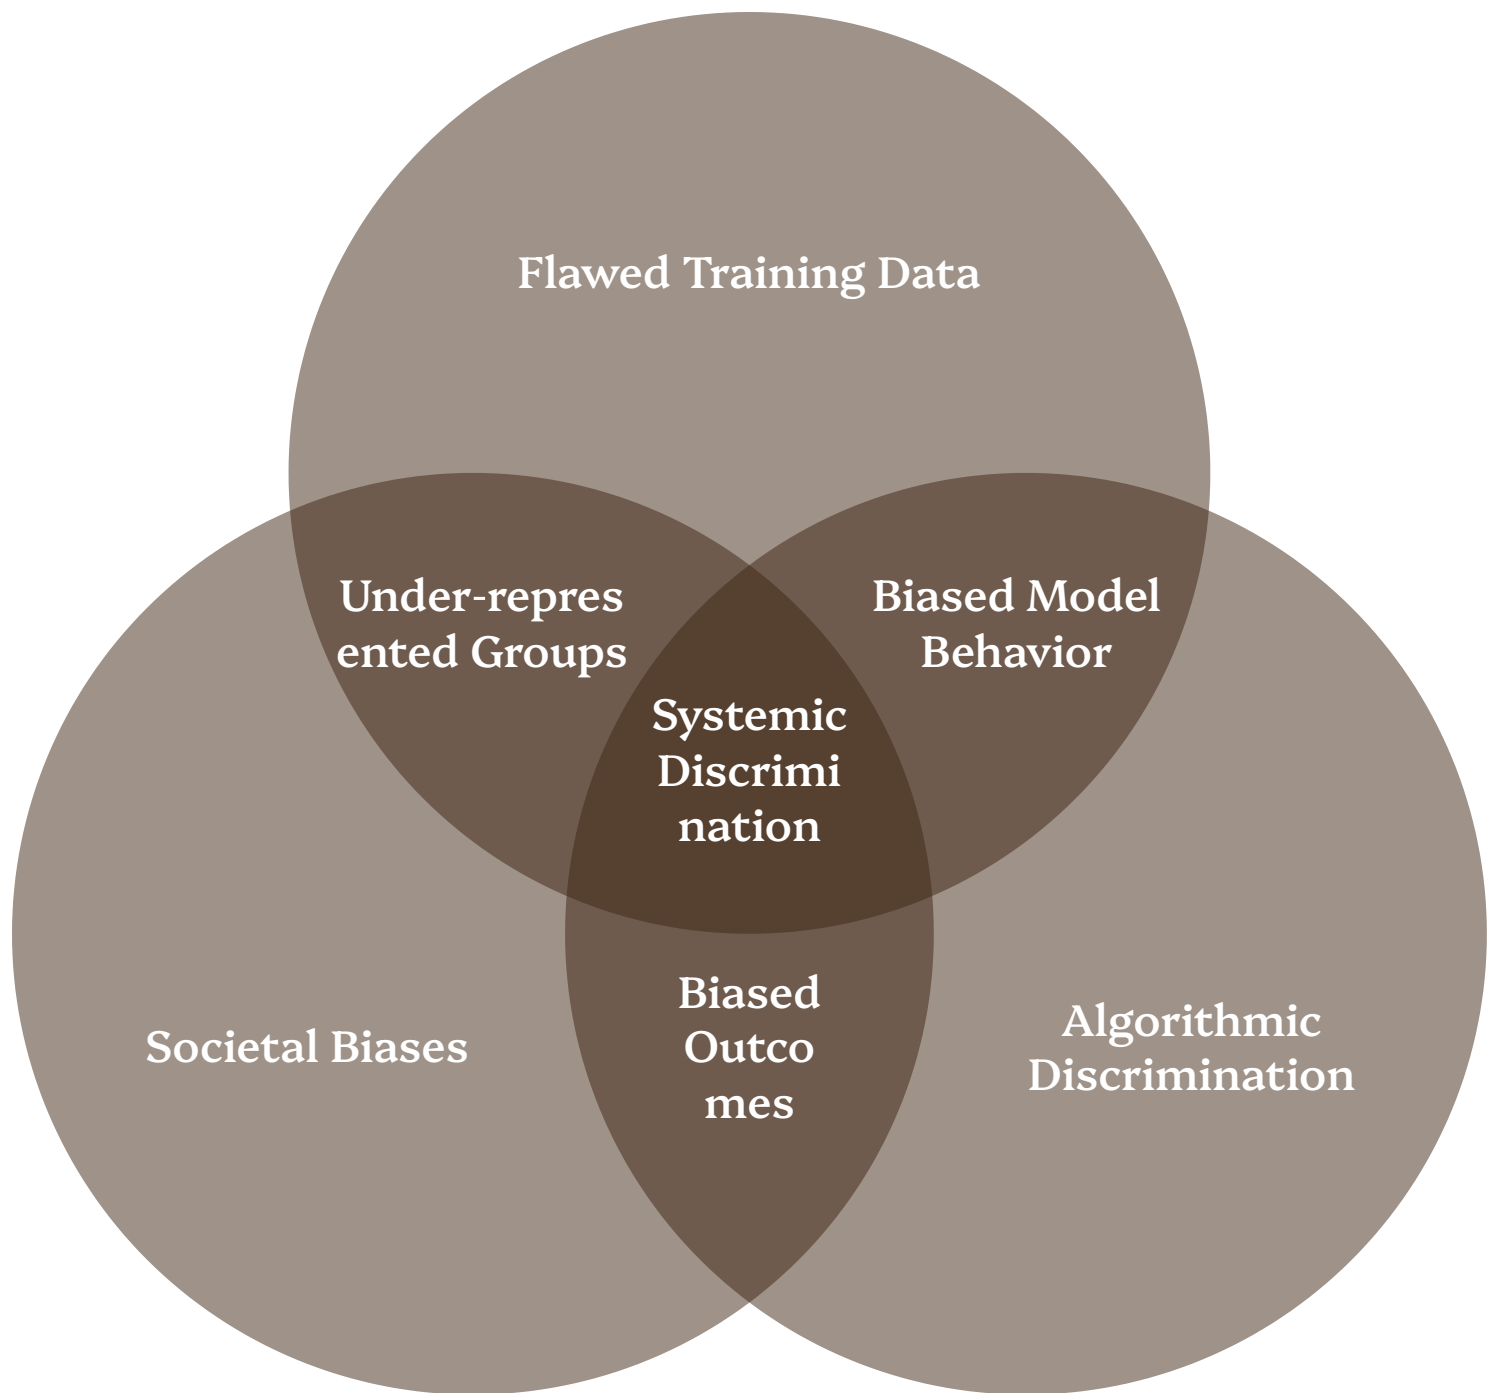 Flawed Training Data
Under-repres
ented Groups
Biased Model
Behavior
Systemic
Discrimi
nation
Societal Biases
Biased
Outco
mes
Algorithmic
Discrimination